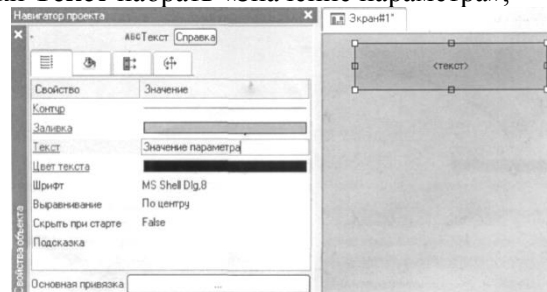 Навигатор проекта
Экран#1*
АВС Текст Справка
<текст>
Свойство Значение
Контур
Заливка
Текст Значение параметра
Цвет текста
Шрифт MS Shell Dlg,8
Выравнивание По центру
Скрыть при старте False
Подсказка
Основная привязка ...
Свойства объекта